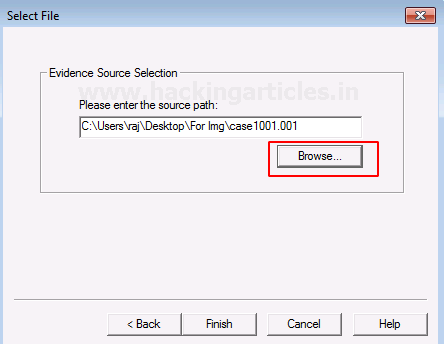 Select File
www.hackingarticles.in
Evidence Source Selection
Please enter the source path:
C:\Users\raj\Desktop\For Img\case1001.001
Browse...
< Back
Finish
Cancel
Help